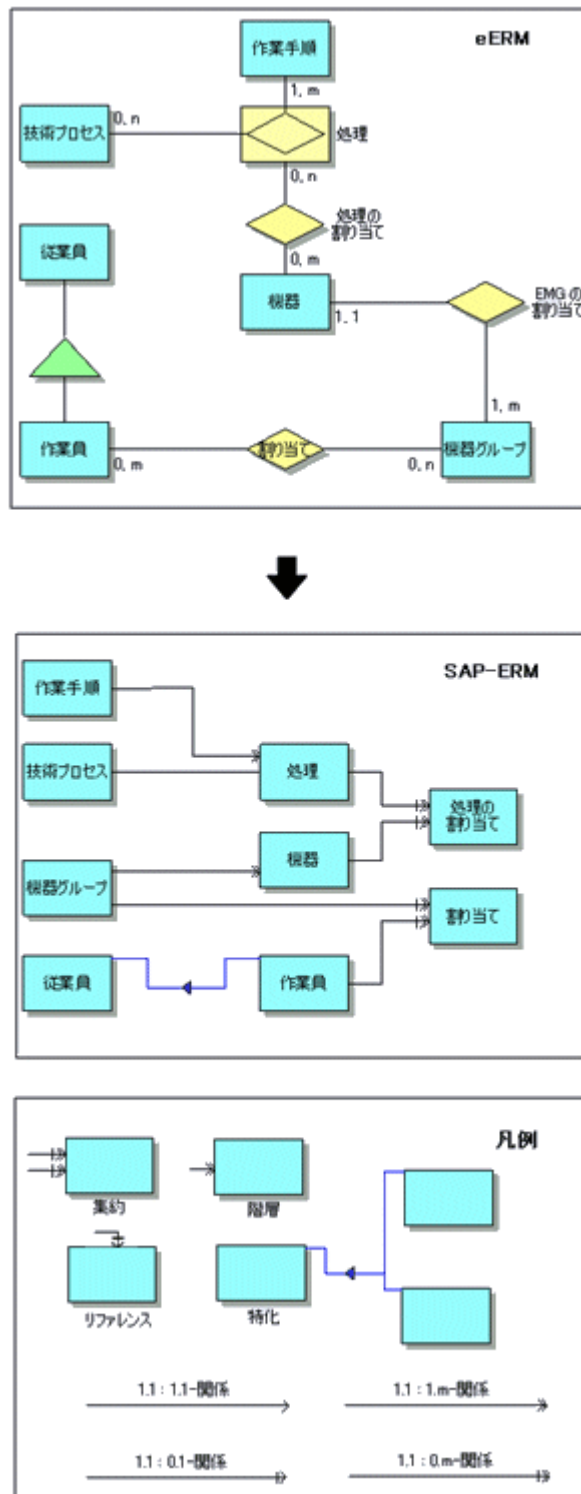 作業手順
eERM
1,m
技術プロセス
0,n
処理
0,n
従業員
処理の
割り当て
0,m
機器
1,1
EMGの
割り当て
1,m
作業員
0,m
割り当て
0,n
機器グループ
SAP-ERM
作業手順
技術プロセス
処理
処理の
割り当て
機器
機器グループ
割り当て
従業員
作業員
凡例
集約
階層
リファレンス
特化
1.1 : 1.1-関係
1.1 : 1.m-関係
1.1 : 0.1-関係
1.1 : 0.m-関係